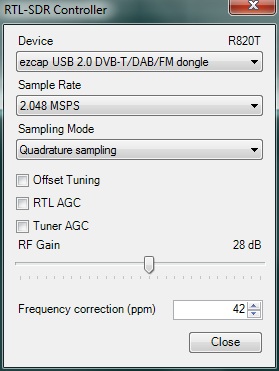 RTL-SDR Controller
Device R820T
ezcap USB 2.0 DVB-T/DAB/FM dongle
Sample Rate
2.048 MSPS
Sampling Mode
Quadrature sampling
Offset Tuning
RTL AGC
Tuner AGC
RF Gain 28 dB
Frequency correction (ppm) 42
Close